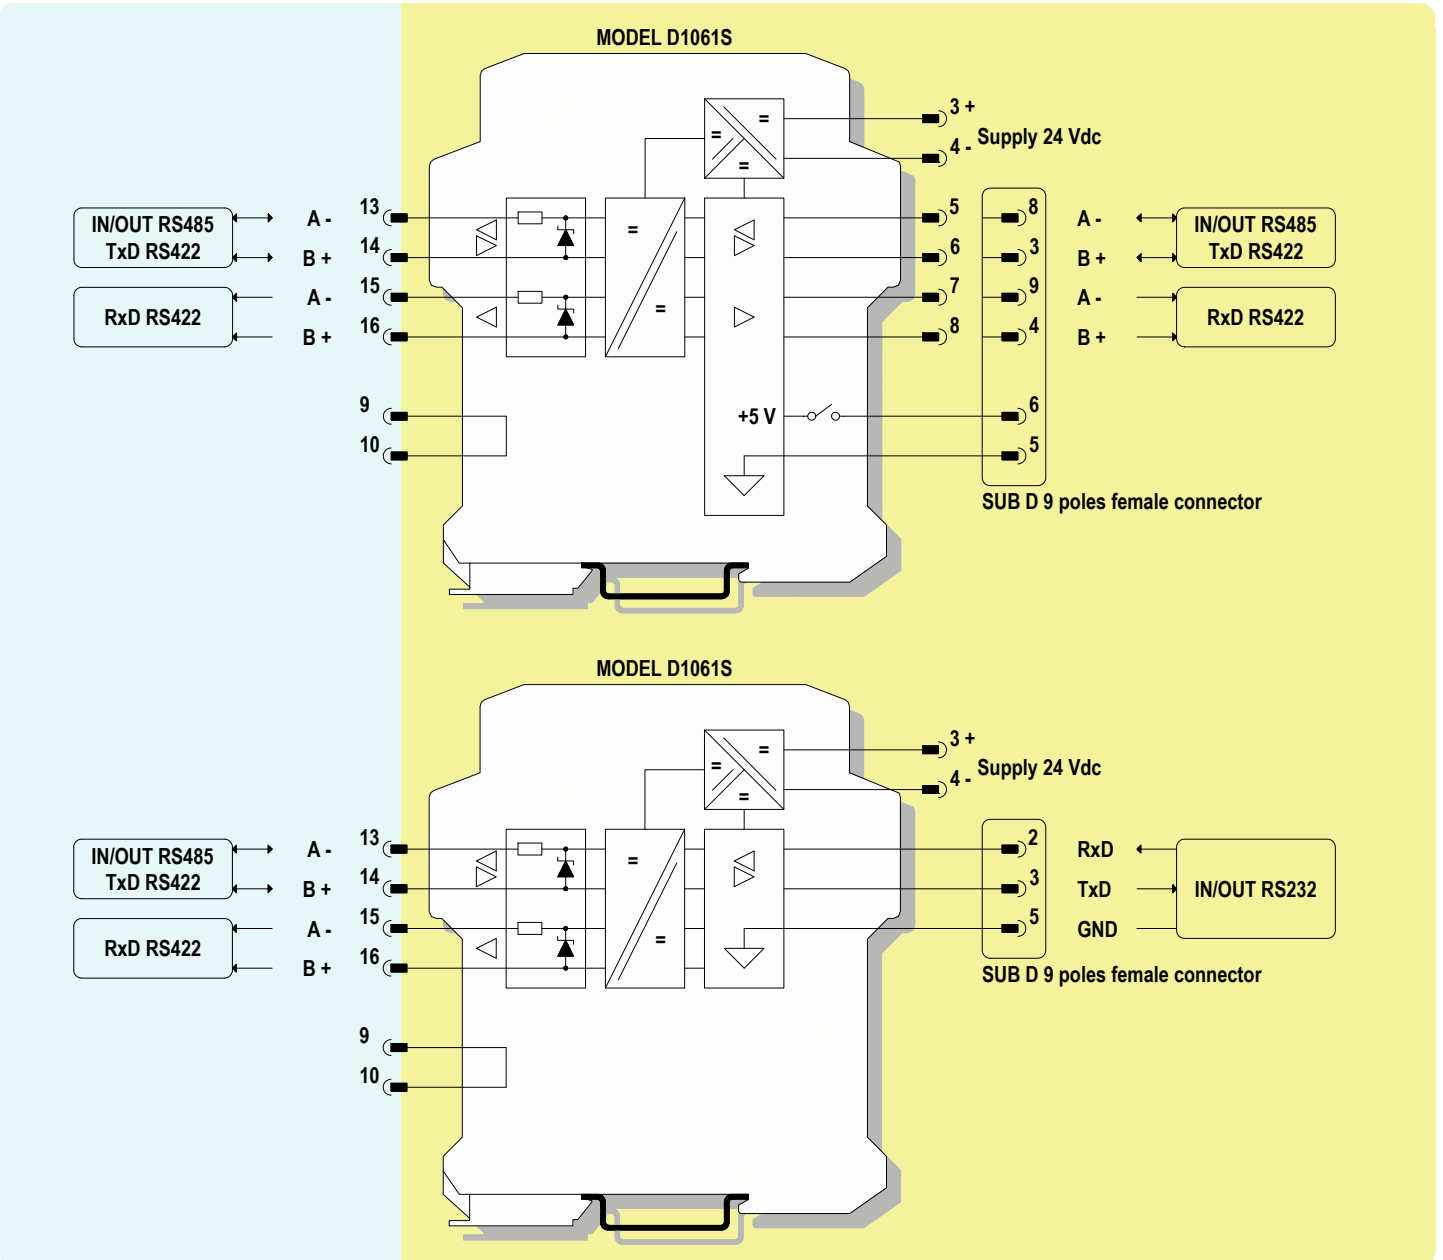 MODEL D1061S
3 +
4 -
Supply 24 Vdc
=
=
=
IN/OUT RS485
TxD RS422
A -
13
B +
14
RxD RS422
A -
15
B +
16
9
10
=
=
+5 V
5
6
7
8
8
3
9
4
6
5
A -
B +
IN/OUT RS485
TxD RS422
A -
B +
RxD RS422
SUB D 9 poles female connector
MODEL D1061S
3 +
4 -
Supply 24 Vdc
=
=
=
IN/OUT RS485
TxD RS422
A -
13
B +
14
RxD RS422
A -
15
B +
16
9
10
=
=
2
RxD
3
TxD
5
GND
IN/OUT RS232
SUB D 9 poles female connector